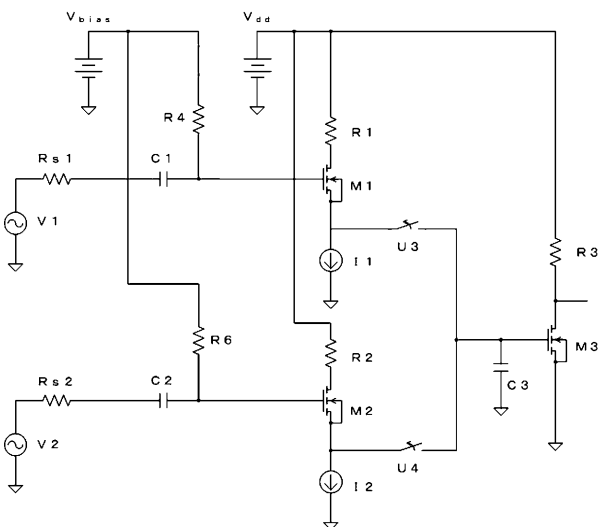 Vbias
Vdd
R4
R1
Rs1
C1
M1
V1
U3
I1
R3
R6
R2
M3
Rs2
C2
C3
M2
V2
U4
I2